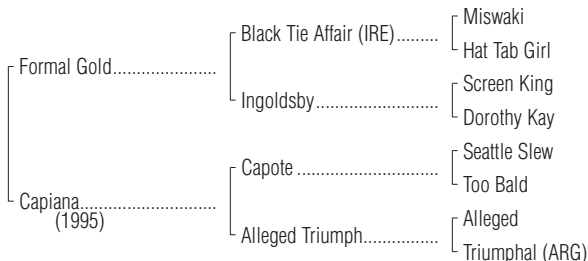 Miswaki
Black Tie Affair (IRE).........
Hat Tab Girl
Formal Gold.....................
Screen King
Ingoldsby.........................
Dorothy Kay
Seattle Slew
Capote .............................
Too Bald
Capiana...........................
(1995)
Alleged
Alleged Triumph...............
Triumphal (ARG)